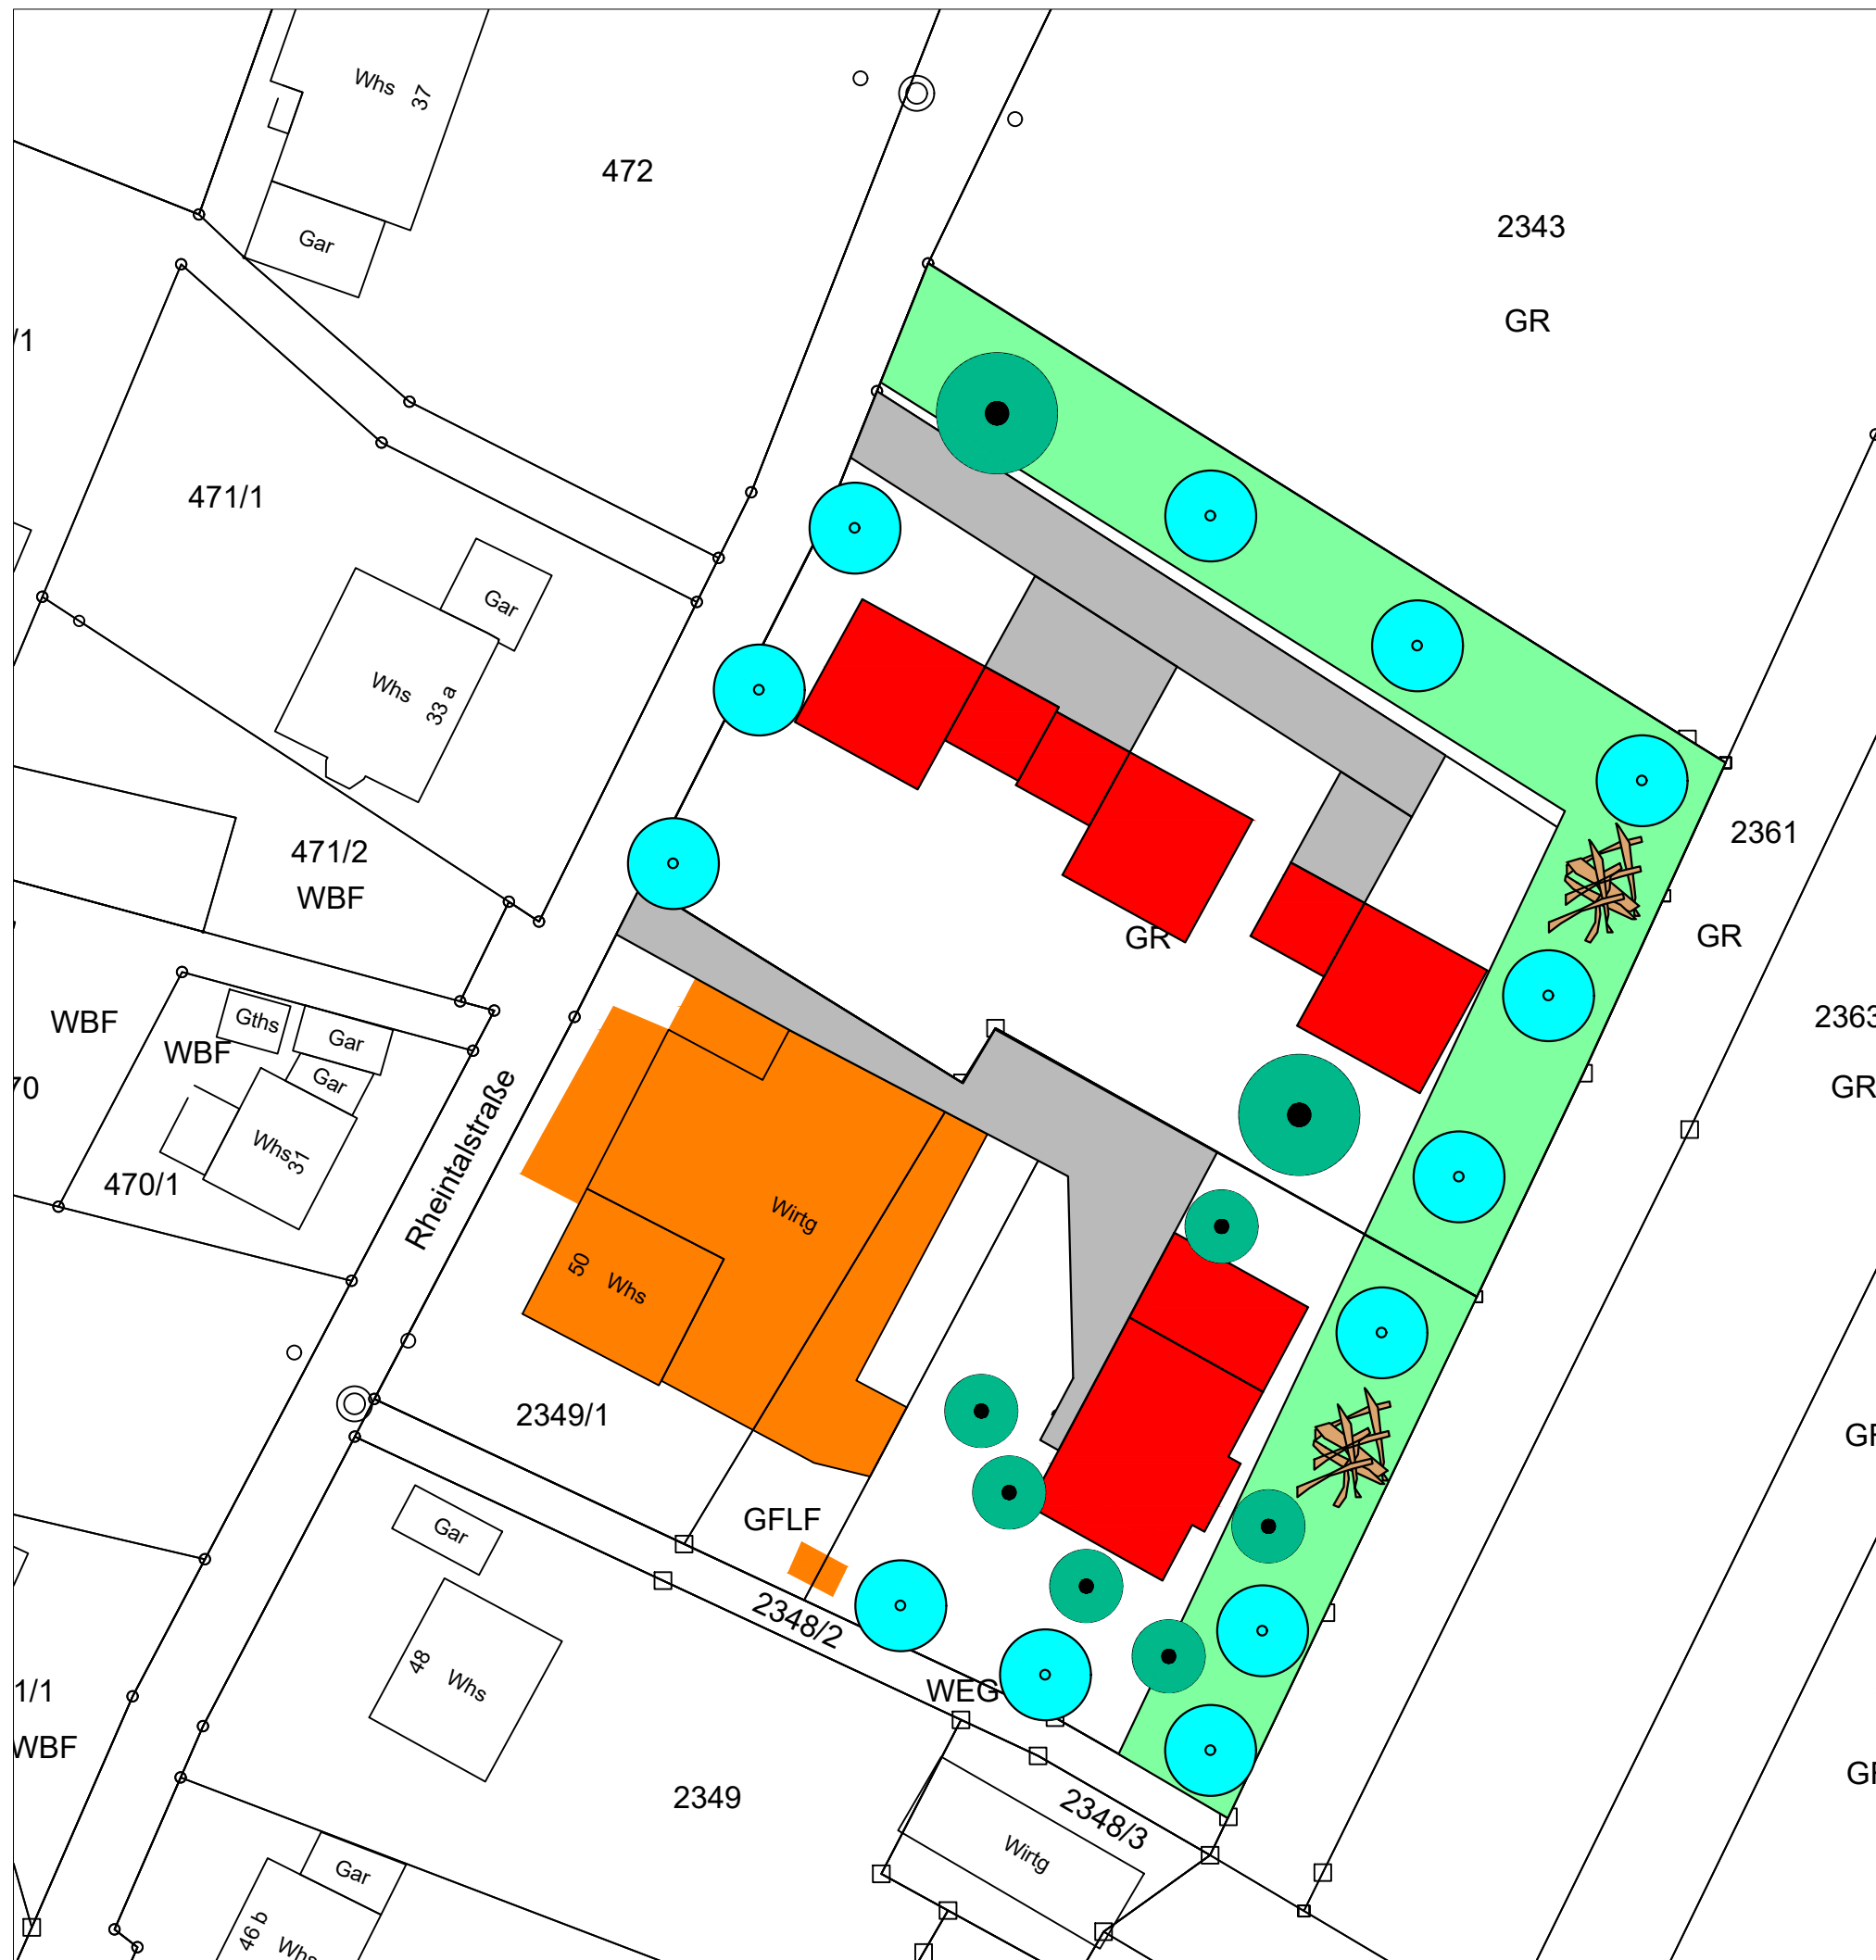 Whs
37
472
Gar
2343
GR
/1
471/1
Gar
Whs
33 a
471/2
WBF
2361
GR
GR
WBF
Gths
WBF
Gar
Gar
2363
GR
70
Whs
31
470/1
Rheintalstraße
Wirtg
50
Whs
2349/1
GFLF
Gar
2348/2
48
Whs
WEG
1/1
WBF
2349
2348/3
Wirtg
Gar
46 b
Whs